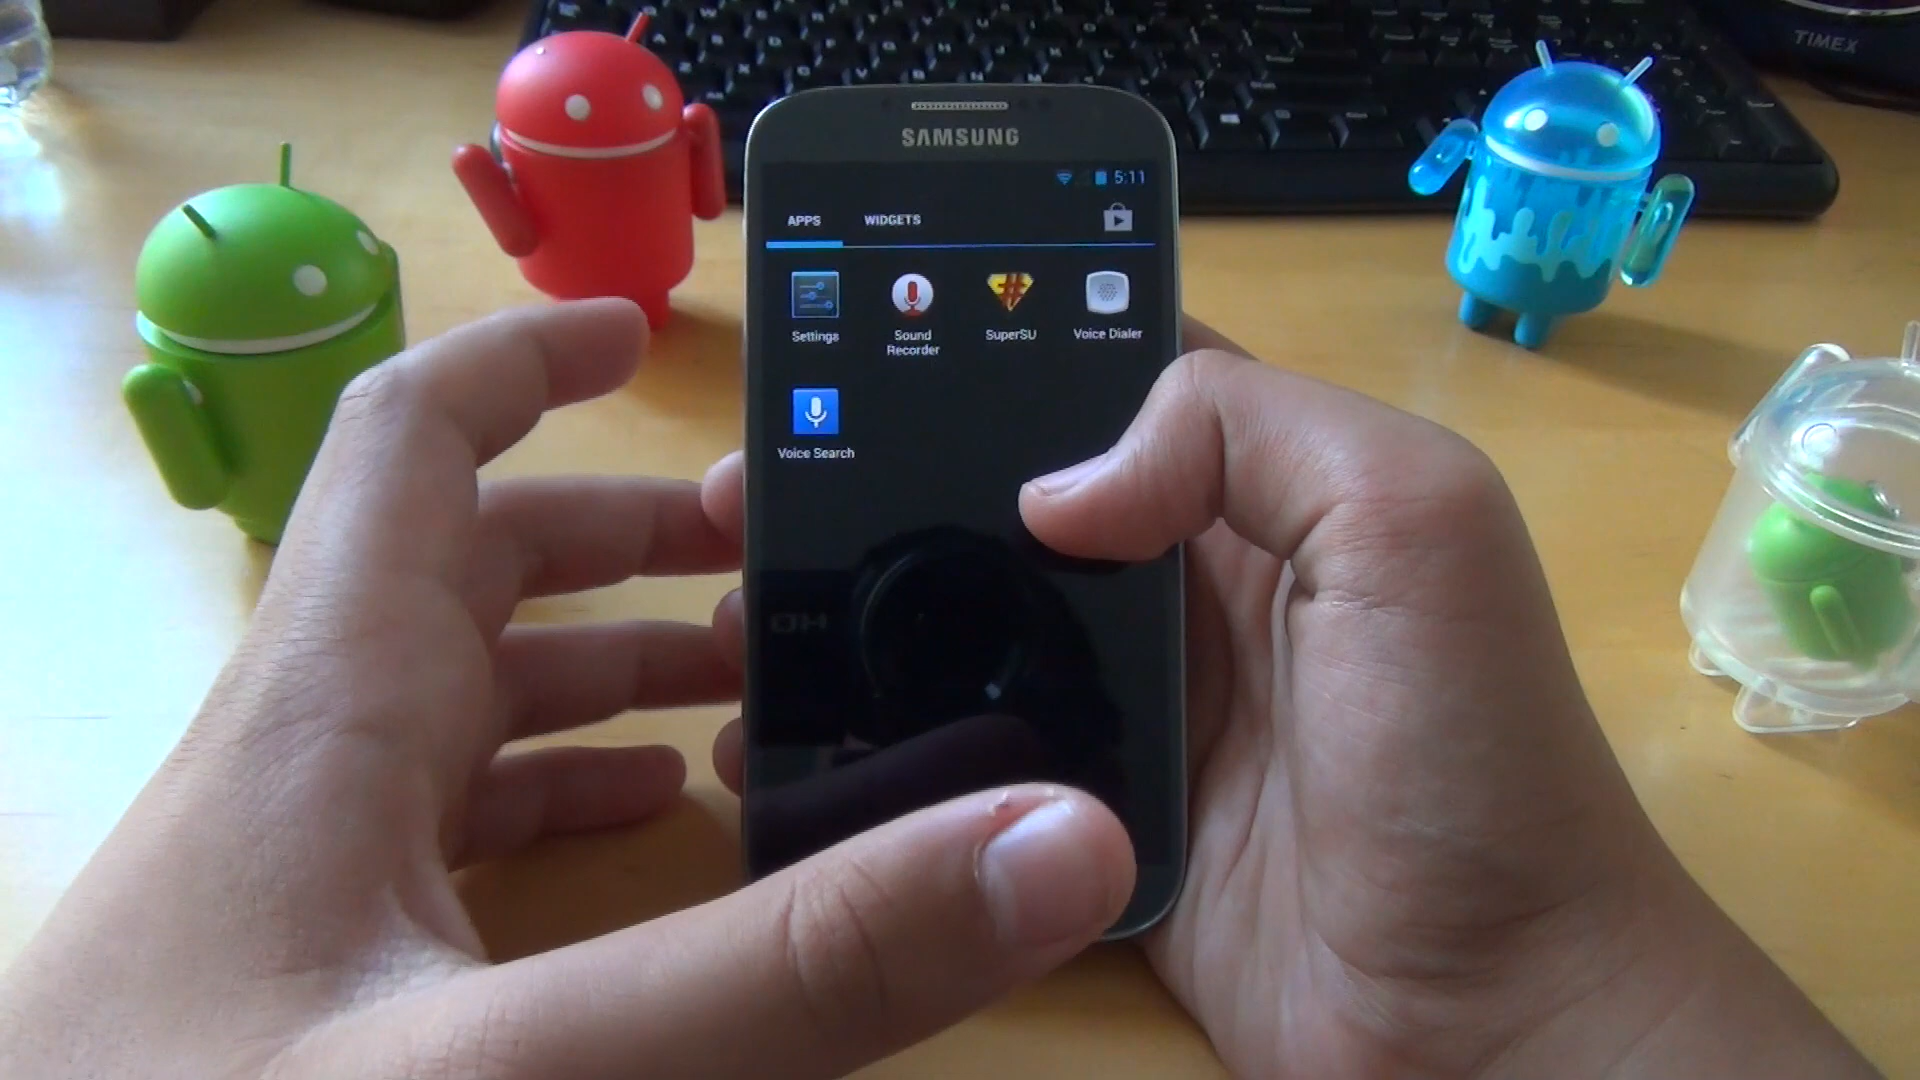 TIMEX
SAMSUNG
5:11
APPS WIDGETS
Settings
Sound
Recorder
SuperSU
Voice Dialer
Voice Search